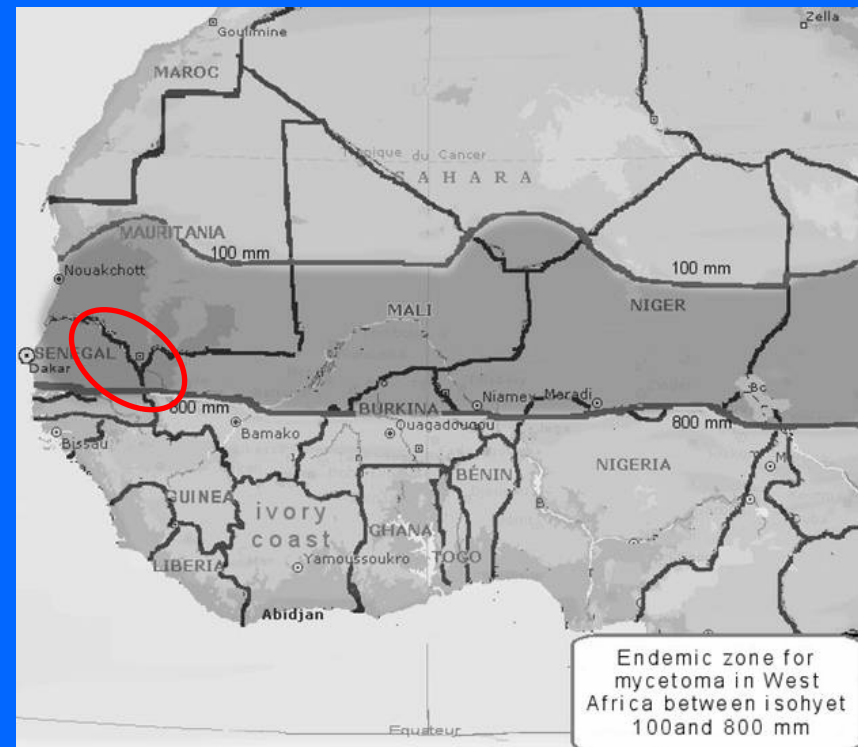 Goulimine
Zella
MAROC
Tropique du Cancer
SAHARA
MAURITANIA
100 mm
100 mm
Nouakchott
NIGER
MALI
SENEGAL
Dakar
Bc
Niamey
Maradi
800 mm
BURKINA
800 mm
Bamako
Ouagadougou
Bissau
NIGERIA
M
BÉNIN
GUINEA
ivory
coast
GHANA
TOGO
LIBERIA
Yamoussoukro
Abidjan
Endemic zone for
mycetoma in West
Africa between isohyet
100and 800 mm
Equateur